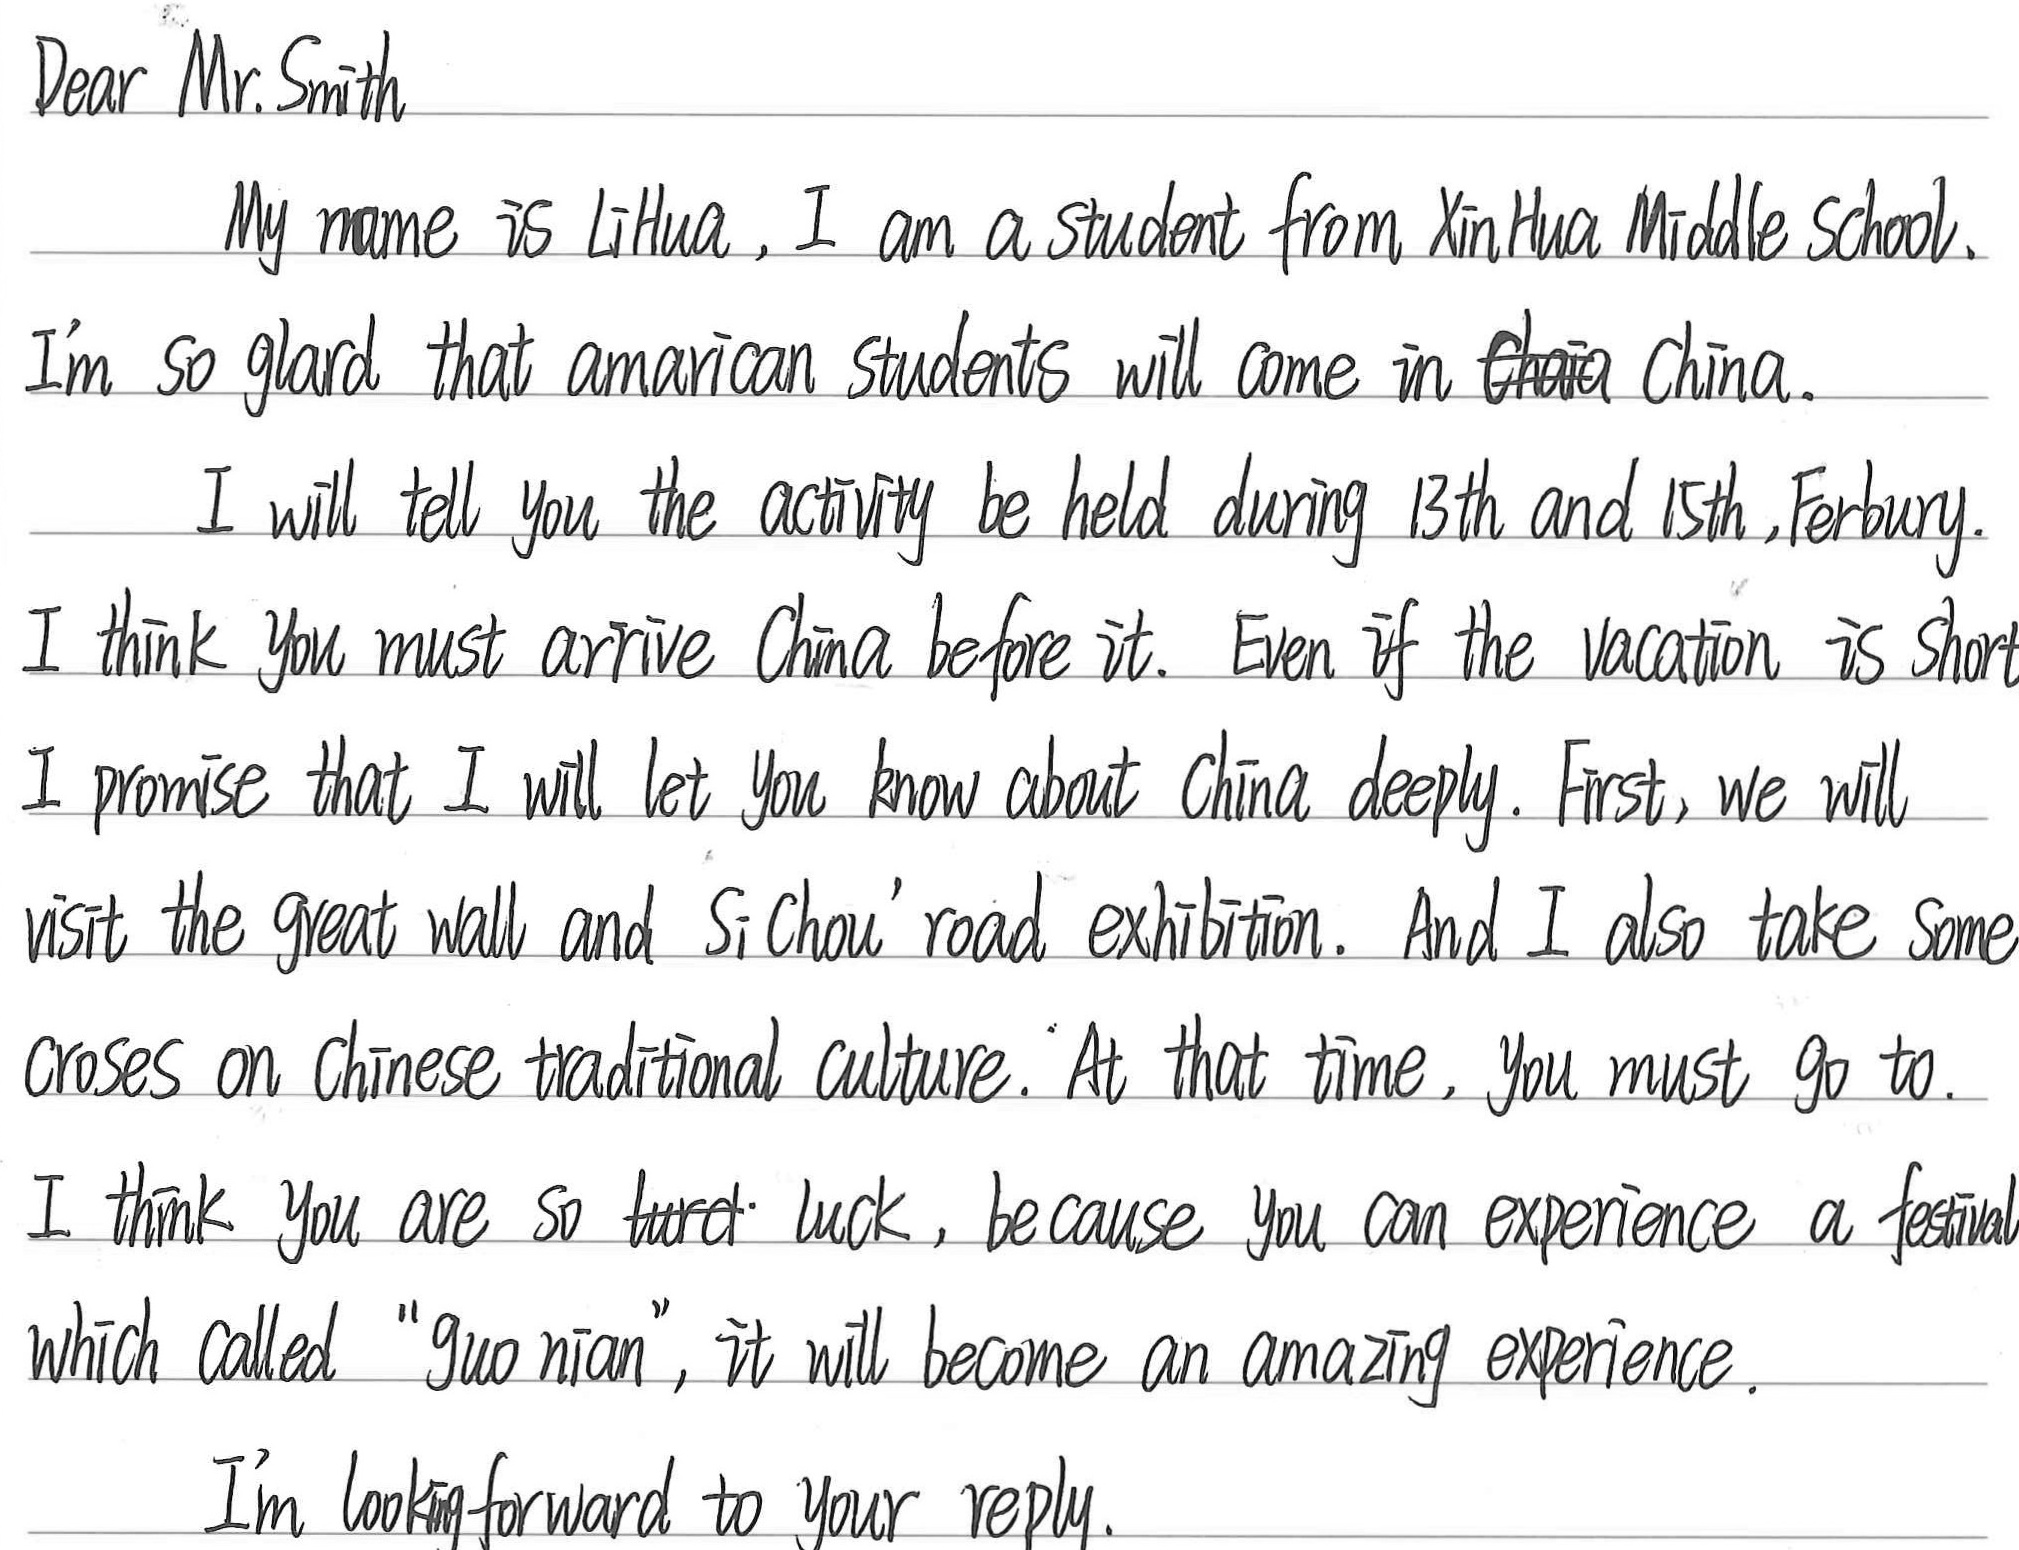 Dear Mr. Smith
My name is LiHua, I am a student from XinHua Middle School.
I'm so glard that amarican students will come in China.
I will tell you the activity be held during 13th and 15th, Ferbury.
I think you must arrive China before it. Even if the vacation is short
I promise that I will let you know about China deeply. First, we will
visit the great wall and Si Chou' road exhibition. And I also take some
croses on Chinese traditional culture. At that time, you must go to.
I think you are so luck, because you can experience a festival
which called "guo nian", it will become an amazing experience.
I'm looking forward to your reply.